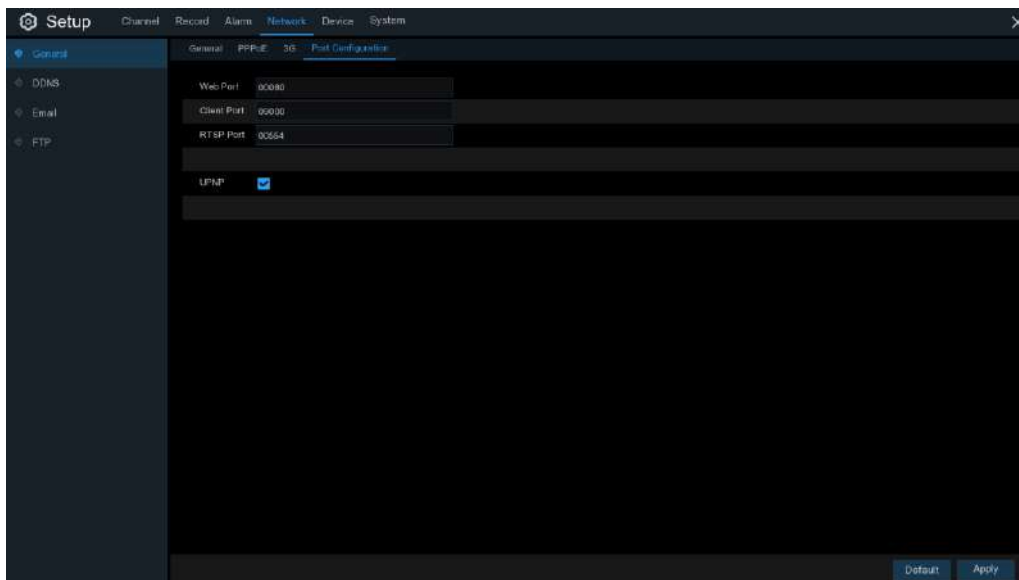 Setup Channel Record Alarm Network Device System
General PPPoE 3G Port Configuration
General
DDNS
Email
FTP
Web Port 00080
Client Port 09000
RTSP Port 00554
UPNP
Default Apply